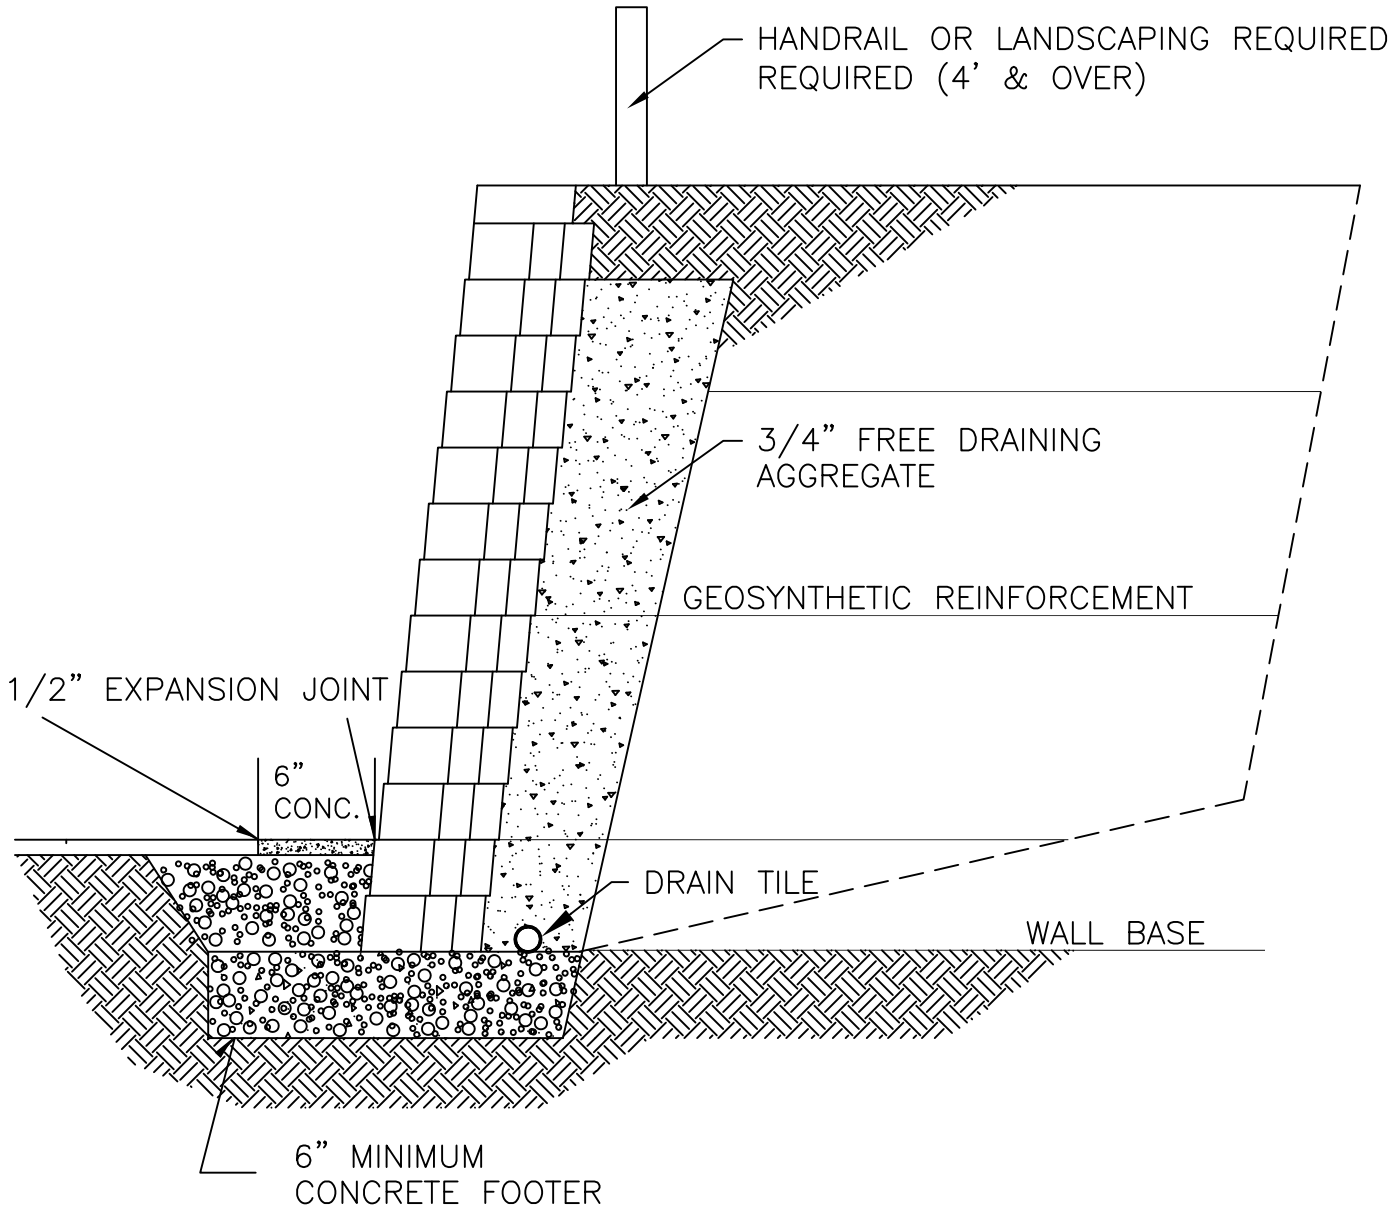 HANDRAIL OR LANDSCAPING REQUIRED
REQUIRED (4' & OVER)
3/4" FREE DRAINING
AGGREGATE
GEOSYNTHETIC REINFORCEMENT
1/2" EXPANSION JOINT
6"
CONC.
DRAIN TILE
WALL BASE
6" MINIMUM
CONCRETE FOOTER